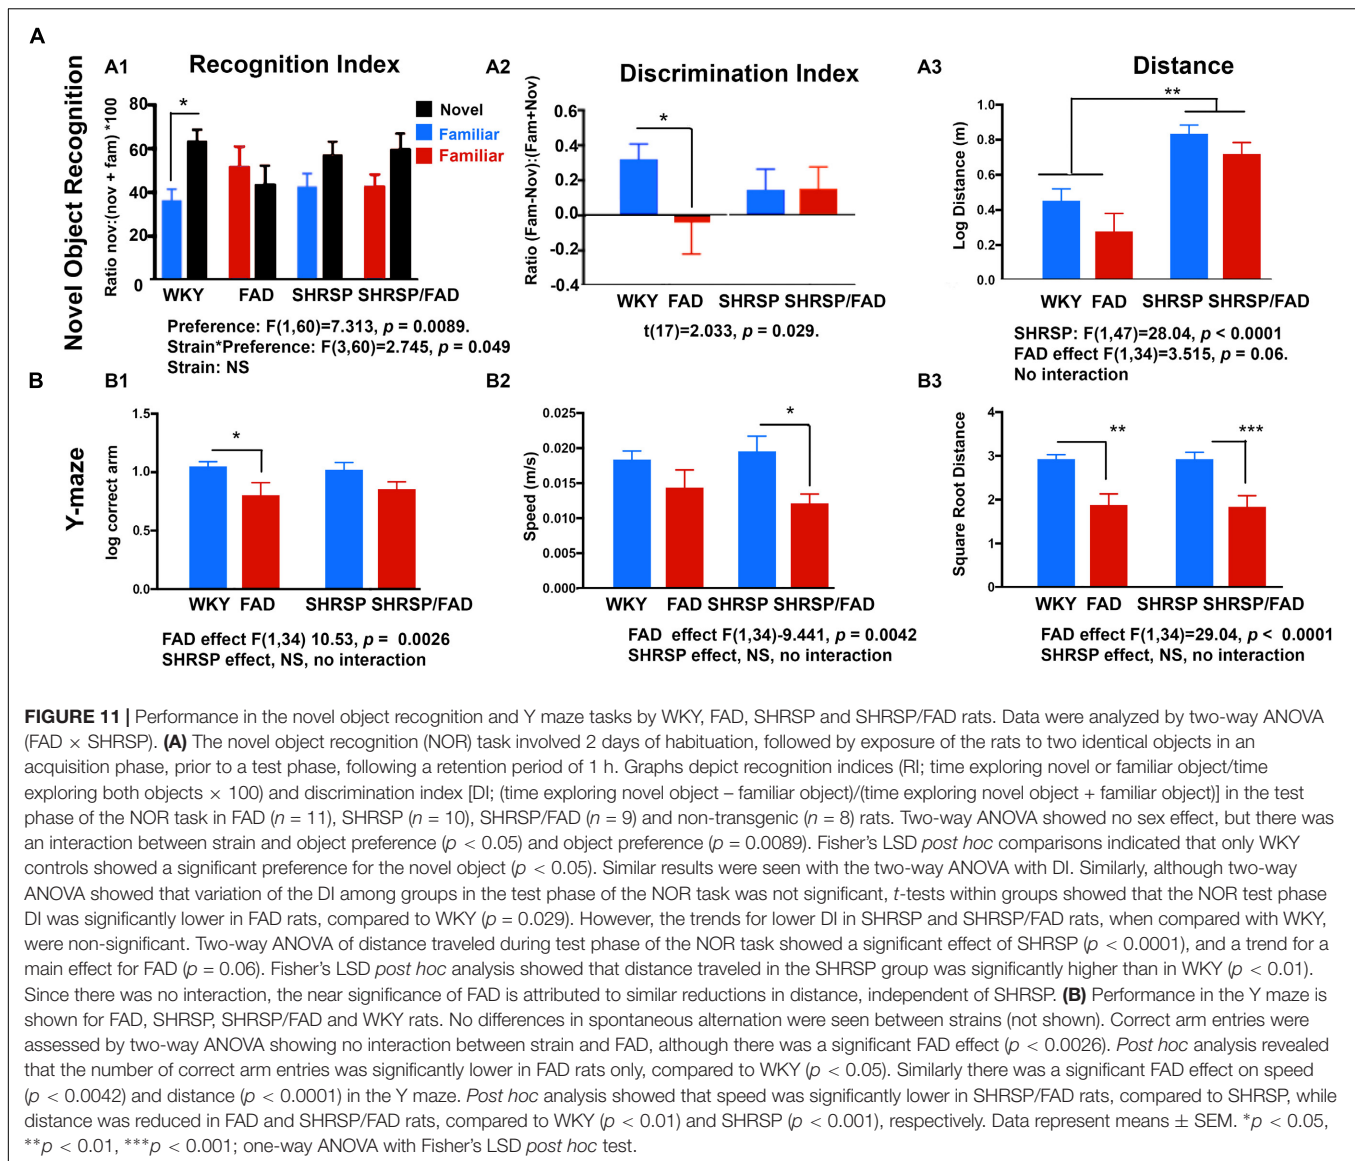 A
Novel Object Recognition
A1
Recognition Index
Ratio nov:(nov + fam) *100
80
60
40
20
0
*
Novel
Familiar
Familiar
WKY FAD SHRSP SHRSP/FAD
Preference: F(1,60)=7.313, p = 0.0089.
Strain*Preference: F(3,60)=2.745, p = 0.049
Strain: NS
A2
Discrimination Index
Ratio (Fam-Nov):(Fam+Nov)
0.6
0.4
0.2
0.0
-0.2
-0.4
*
WKY FAD SHRSP SHRSP/FAD
t(17)=2.033, p = 0.029.
A3
Distance
Log Distance (m)
1.0
0.8
0.6
0.4
0.2
0.0
**
WKY FAD SHRSP SHRSP/FAD
SHRSP: F(1,47)=28.04, p < 0.0001
FAD effect F(1,34)=3.515, p = 0.06.
No interaction
B
Y-maze
B1
log correct arm
1.5
1.0
0.5
0.0
*
WKY FAD SHRSP SHRSP/FAD
FAD effect F(1,34) 10.53, p = 0.0026
SHRSP effect, NS, no interaction
B2
Speed (m/s)
0.025
0.020
0.015
0.010
0.005
0.000
*
WKY FAD SHRSP SHRSP/FAD
FAD effect F(1,34)-9.441, p = 0.0042
SHRSP effect, NS, no interaction
B3
Square Root Distance
4
3
2
1
0
**
***
WKY FAD SHRSP SHRSP/FAD
FAD effect F(1,34)=29.04, p < 0.0001
SHRSP effect, NS, no interaction
FIGURE 11 | Performance in the novel object recognition and Y maze tasks by WKY, FAD, SHRSP and SHRSP/FAD rats. Data were analyzed by two-way ANOVA
(FAD × SHRSP). (A) The novel object recognition (NOR) task involved 2 days of habituation, followed by exposure of the rats to two identical objects in an
acquisition phase, prior to a test phase, following a retention period of 1 h. Graphs depict recognition indices (RI; time exploring novel or familiar object/time
exploring both objects × 100) and discrimination index [DI; (time exploring novel object – familiar object)/(time exploring novel object + familiar object)] in the test
phase of the NOR task in FAD (n = 11), SHRSP (n = 10), SHRSP/FAD (n = 9) and non-transgenic (n = 8) rats. Two-way ANOVA showed no sex effect, but there was
an interaction between strain and object preference (p < 0.05) and object preference (p = 0.0089). Fisher's LSD post hoc comparisons indicated that only WKY
controls showed a significant preference for the novel object (p < 0.05). Similar results were seen with the two-way ANOVA with DI. Similarly, although two-way
ANOVA showed that variation of the DI among groups in the test phase of the NOR task was not significant, t-tests within groups showed that the NOR test phase
DI was significantly lower in FAD rats, compared to WKY (p = 0.029). However, the trends for lower DI in SHRSP and SHRSP/FAD rats, when compared with WKY,
were non-significant. Two-way ANOVA of distance traveled during test phase of the NOR task showed a significant effect of SHRSP (p < 0.0001), and a trend for a
main effect for FAD (p = 0.06). Fisher's LSD post hoc analysis showed that distance traveled in the SHRSP group was significantly higher than in WKY (p < 0.01).
Since there was no interaction, the near significance of FAD is attributed to similar reductions in distance, independent of SHRSP. (B) Performance in the Y maze is
shown for FAD, SHRSP, SHRSP/FAD and WKY rats. No differences in spontaneous alternation were seen between strains (not shown). Correct arm entries were
assessed by two-way ANOVA showing no interaction between strain and FAD, although there was a significant FAD effect (p < 0.0026). Post hoc analysis revealed
that the number of correct arm entries was significantly lower in FAD rats only, compared to WKY (p < 0.05). Similarly there was a significant FAD effect on speed
(p < 0.0042) and distance (p < 0.0001) in the Y maze. Post hoc analysis showed that speed was significantly lower in SHRSP/FAD rats, compared to SHRSP, while
distance was reduced in FAD and SHRSP/FAD rats, compared to WKY (p < 0.01) and SHRSP (p < 0.001), respectively. Data represent means ± SEM. *p < 0.05,
**p < 0.01, ***p < 0.001; one-way ANOVA with Fisher's LSD post hoc test.